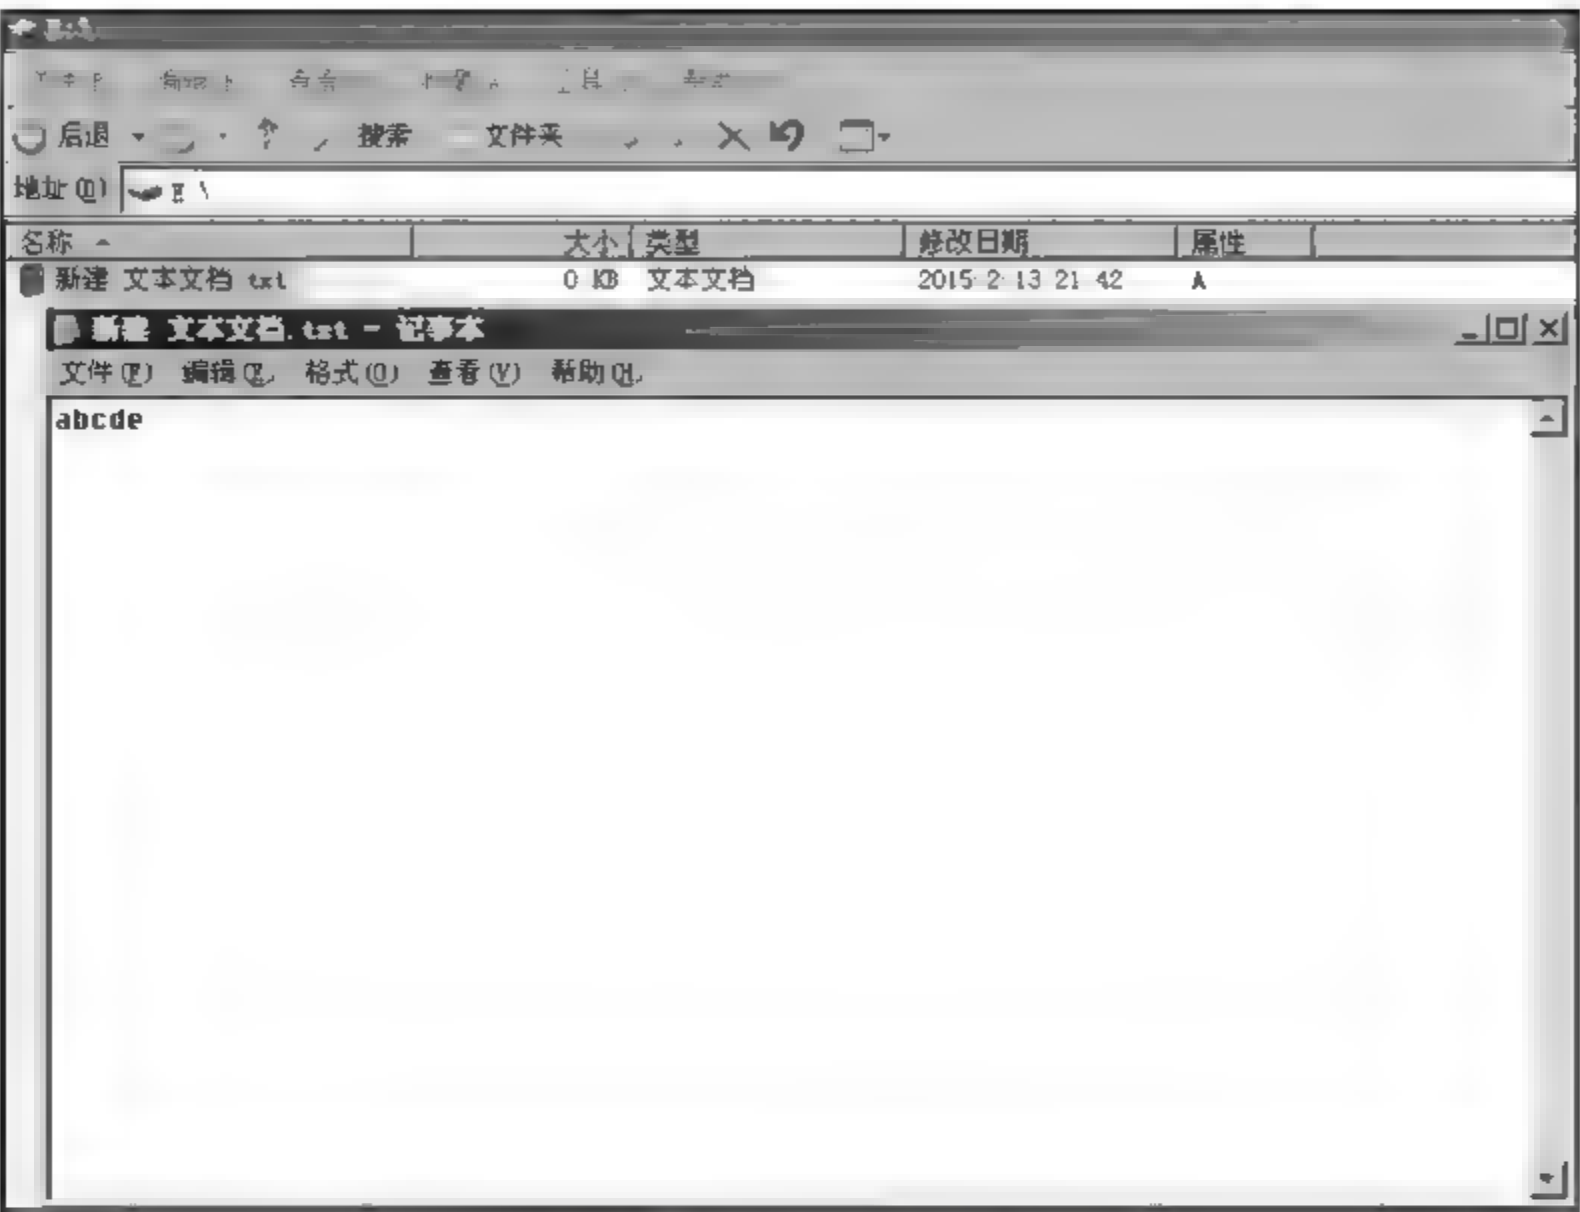 后退 搜索 文件夹
地址(D) \
名称 大小 类型 修改日期 属性
新建 文本文档 txt 0 KB 文本文档 2015 2 13 21 42 A
新建 文本文档.txt - 记事本
文件(F) 编辑(E) 格式(O) 查看(V) 帮助(H)
abcde